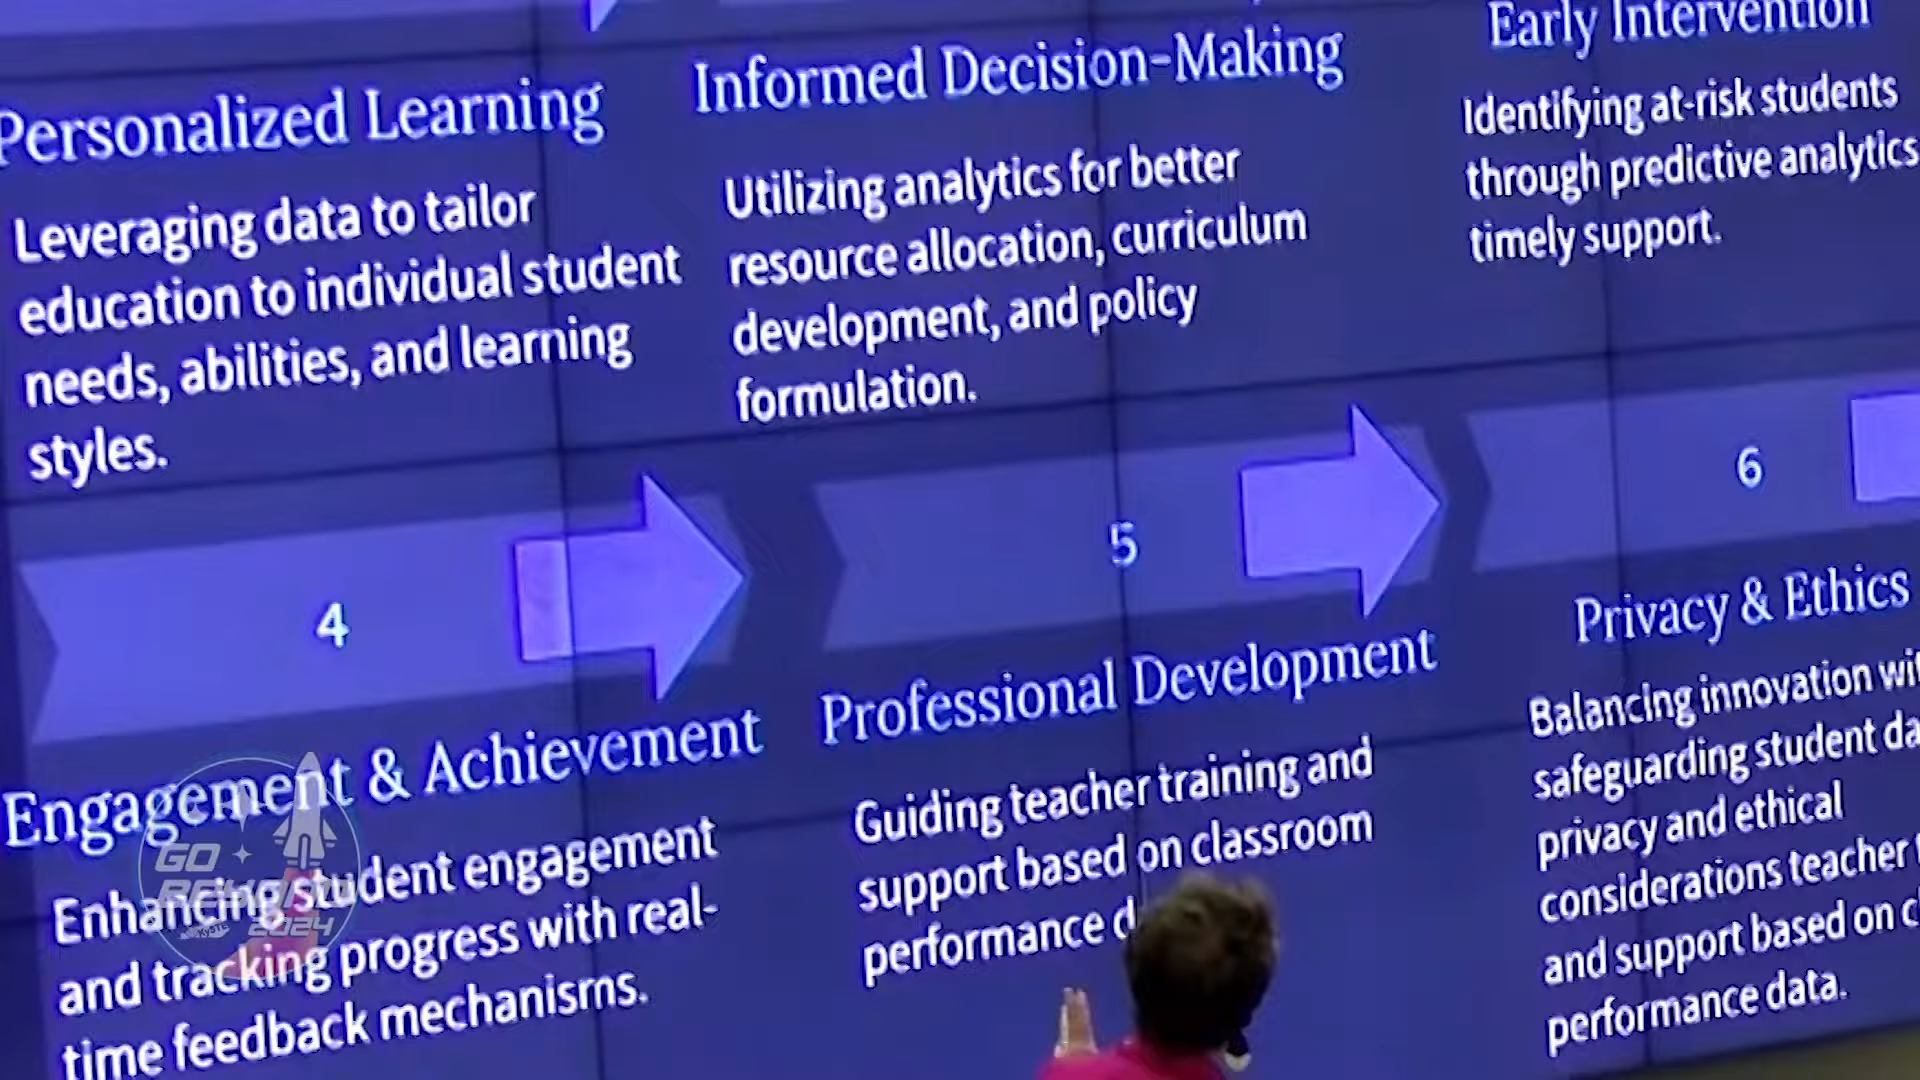 Personalized Learning
Leveraging data to tailor
education to individual student
needs, abilities, and learning
styles.
Informed Decision-Making
Utilizing analytics for better
resource allocation, curriculum
development, and policy
formulation.
Early Intervention
Identifying at-risk students
through predictive analytics
timely support.
4
Engagement & Achievement
Enhancing student engagement
and tracking progress with real-
time feedback mechanisms.
5
Professional Development
Guiding teacher training and
support based on classroom
performance
6
Privacy & Ethics
Balancing innovation
safeguarding student
privacy and ethical
considerations teacher
and support based on
performance data.
GO
BEYOND
2024